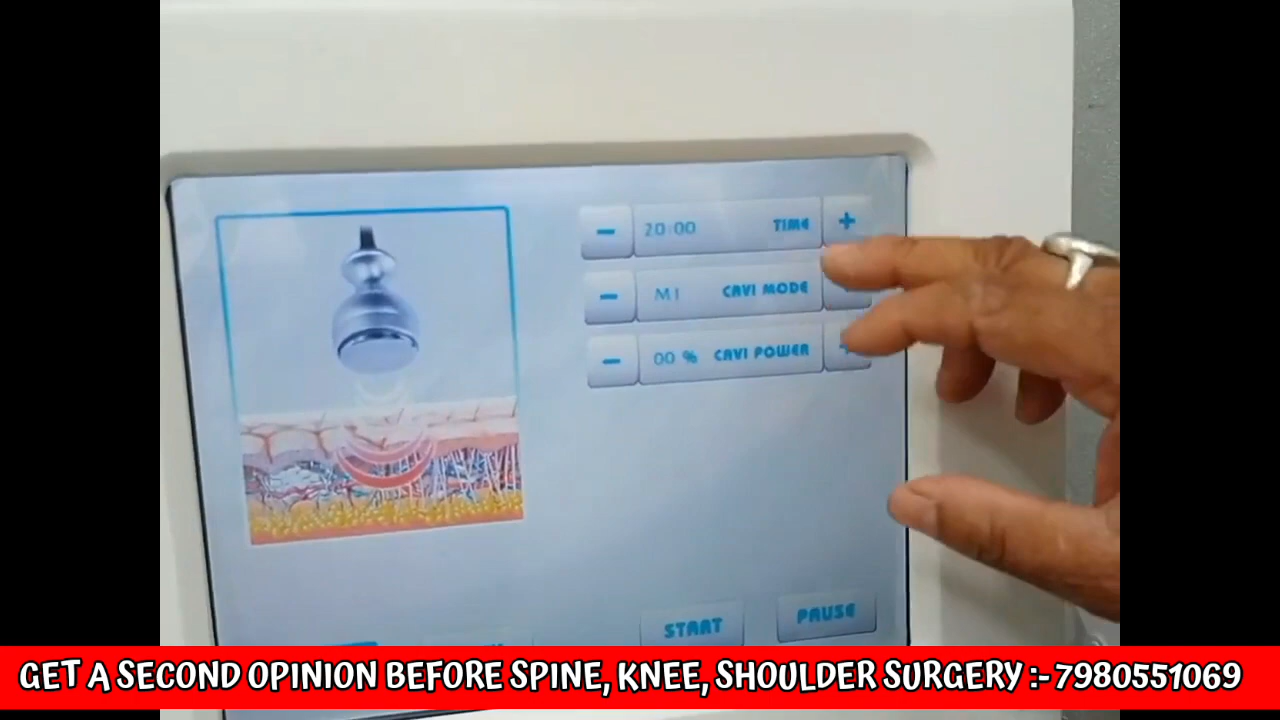 - 20:00 TIME +
- M1 CAVI MODE
- 00 % CAVI POWER +
START PAUSE
GET A SECOND OPINION BEFORE SPINE, KNEE, SHOULDER SURGERY :- 7980551069